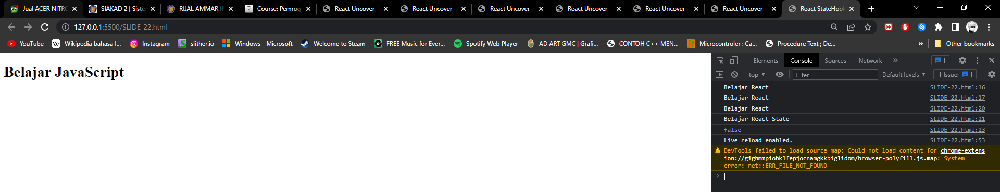 Jual ACER NITRO
SIAKAD 2 | Siste
RIJAL AMMAR IF
Course: Pemrog
React Uncover
React Uncover
React Uncover
React Uncover
React Uncover
React Uncover
React StateHook
127.0.0.1:5500/SLIDE-22.html
YouTube
Wikipedia bahasa I...
Instagram
slither.io
Windows - Microsoft
Welcome to Steam
FREE Music for Ever...
Spotify Web Player
AD ART GMC | Grafi...
CONTOH C++ MEN...
Microcontroler : Ca...
Procedure Text ; De...
»
Other bookmarks
Belajar JavaScript
Elements Console Sources Network » 1
top Filter Default levels 1 Issue: 1
Belajar React SLIDE-22.html:16
Belajar React SLIDE-22.html:17
Belajar React SLIDE-22.html:20
Belajar React State SLIDE-22.html:21
false SLIDE-22.html:23
Live reload enabled. SLIDE-22.html:53
DevTools failed to load source map: Could not load content for chrome-exten
sion://gighmmpiobklfepjocnamgkkbiglidom/browser-polyfill.js.map: System
error: net::ERR_FILE_NOT_FOUND